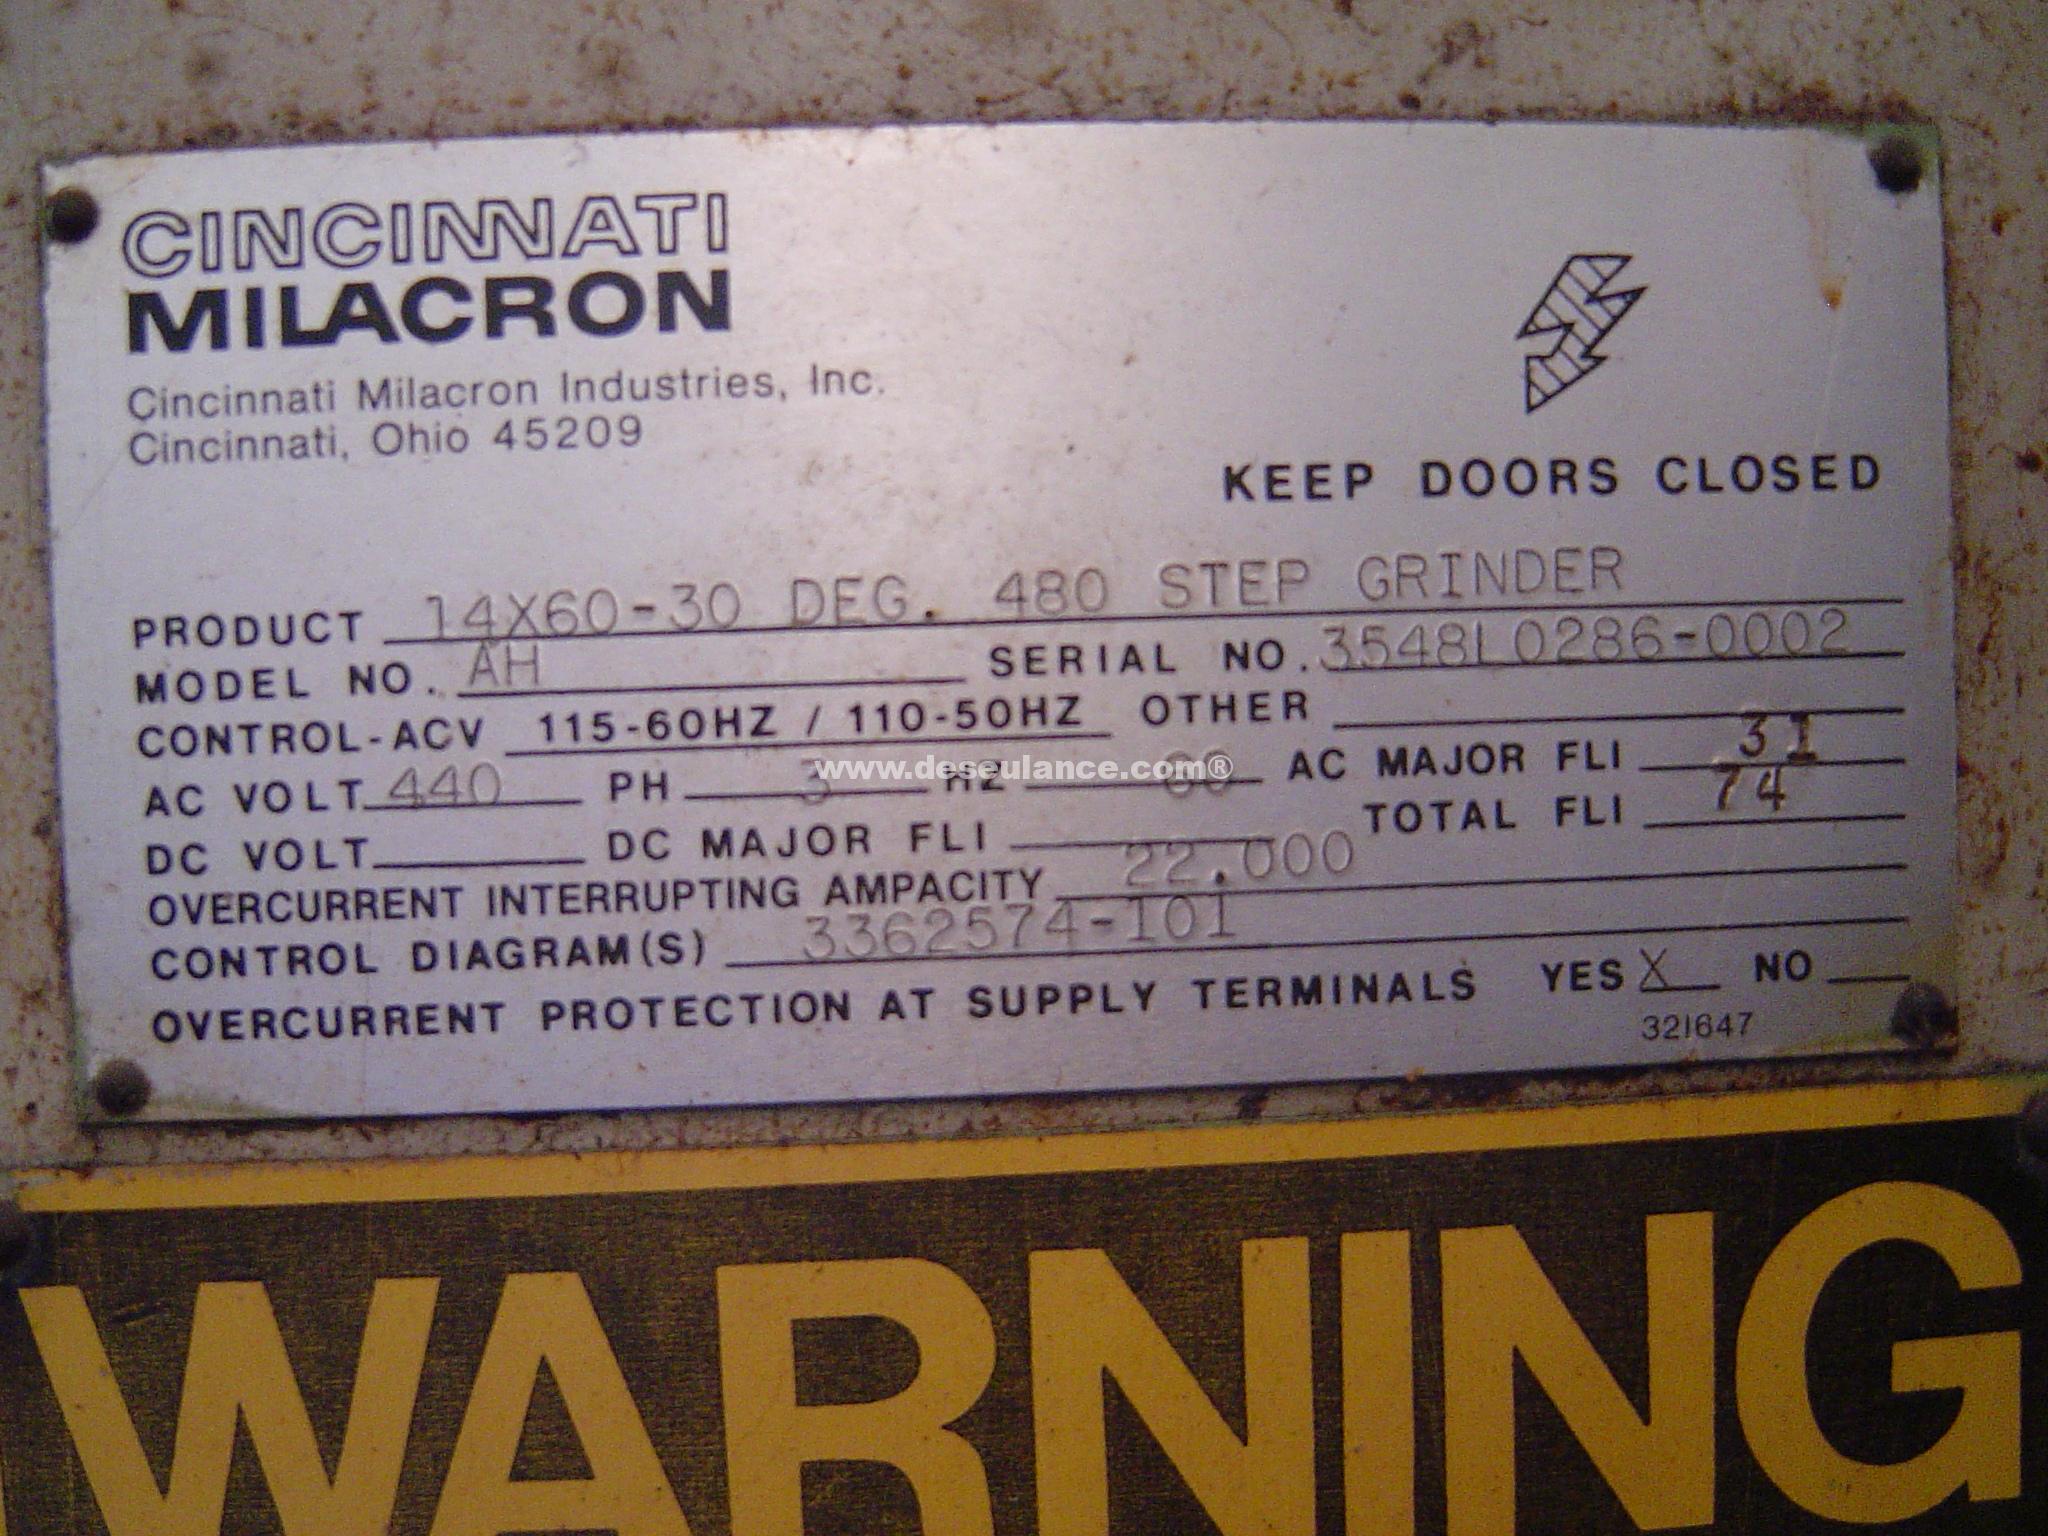 CINCINNATI
MILACRON
Cincinnati Milacron Industries, Inc.
Cincinnati, Ohio 45209
KEEP DOORS CLOSED
PRODUCT 14X60-30 DEG. 480 STEP GRINDER
MODEL NO. AH SERIAL NO. 3548L0286-0002
CONTROL-ACV 115-60HZ / 110-50HZ OTHER
AC VOLT 440 PH 3 HZ 60 AC MAJOR FLI 31
www.deseulance.com®
DC VOLT DC MAJOR FLI TOTAL FLI 74
OVERCURRENT INTERRUPTING AMPACITY 22.000
CONTROL DIAGRAM(S) 3362574-101
OVERCURRENT PROTECTION AT SUPPLY TERMINALS YES X NO
321647
WARNING